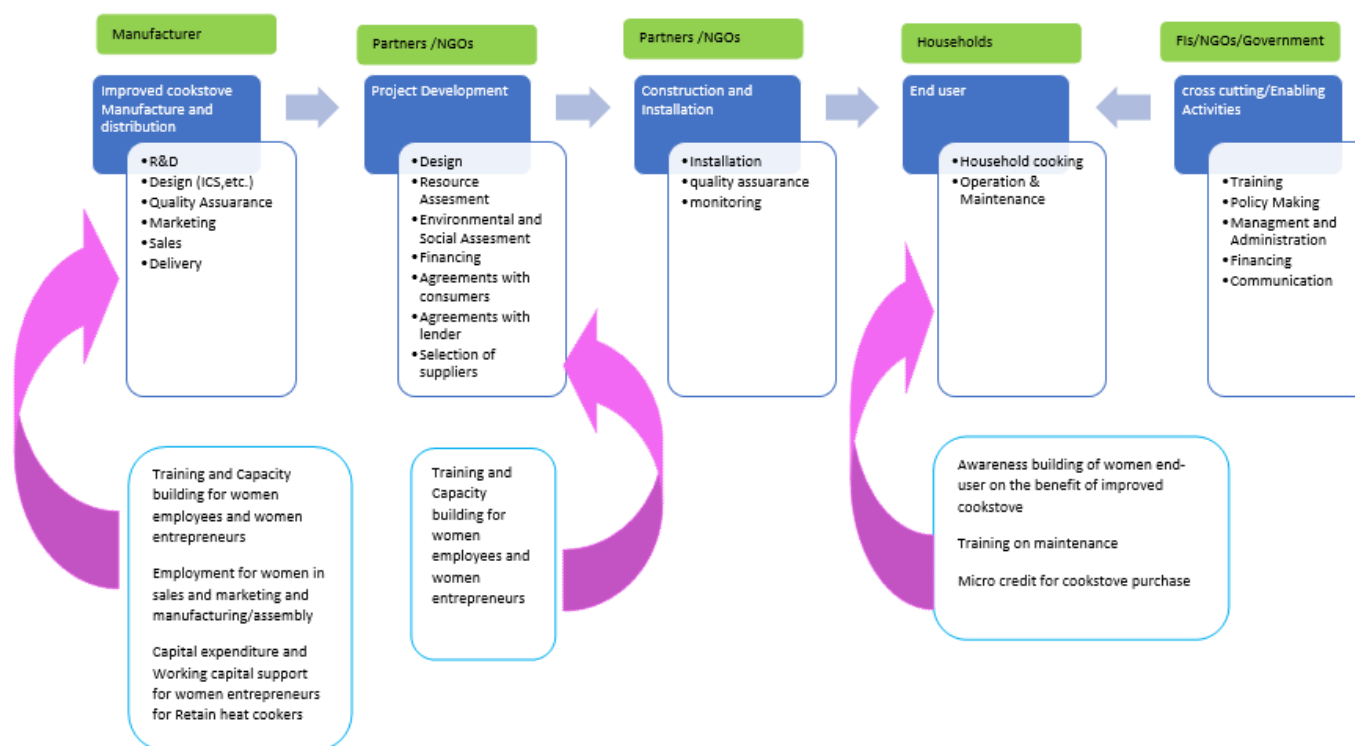 Manufacturer
Improved cookstove
Manufacture and
distribution
•R&D
•Design (ICS,etc.)
•Quality Assuarance
•Marketing
•Sales
•Delivery
Partners /NGOs
Project Development
•Design
•Resource
Assesment
•Environmental and
Social Assesment
•Financing
•Agreements with
consumers
•Agreements with
lender
•Selection of
suppliers
Partners /NGOs
Construction and
Installation
•Installation
•quality assuarance
•monitoring
Households
End user
•Household cooking
•Operation &
Maintenance
FIs/NGOs/Government
cross cutting/Enabling
Activities
•Training
•Policy Making
•Managment and
Administration
•Financing
•Communication
Training and Capacity
building for women
employees and women
entrepreneurs
Employment for women in
sales and marketing and
manufacturing/assembly
Capital expenditure and
Working capital support
for women entrepreneurs
for Retain heat cookers
Training and
Capacity
building for
women
employees and
women
entrepreneurs
Awareness building of women end-
user on the benefit of improved
cookstove
Training on maintenance
Micro credit for cookstove purchase